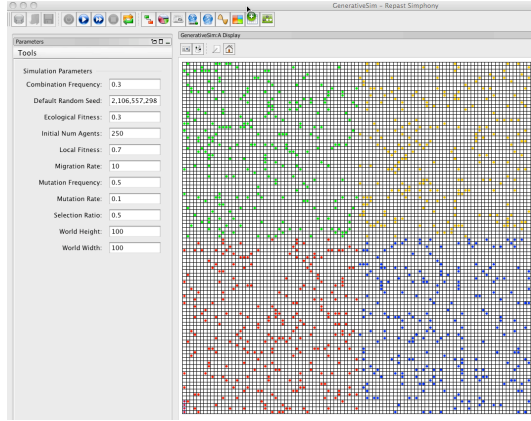 GenerativeSim - Repast Simphony
Parameters
Tools
Simulation Parameters
Combination Frequency: 0.3
Default Random Seed: 2,106,557,298
Ecological Fitness: 0.3
Initial Num Agents: 250
Local Fitness: 0.7
Migration Rate: 10
Mutation Frequency: 0.5
Mutation Rate: 0.1
Selection Ratio: 0.5
World Height: 100
World Width: 100
GenerativeSim:A Display